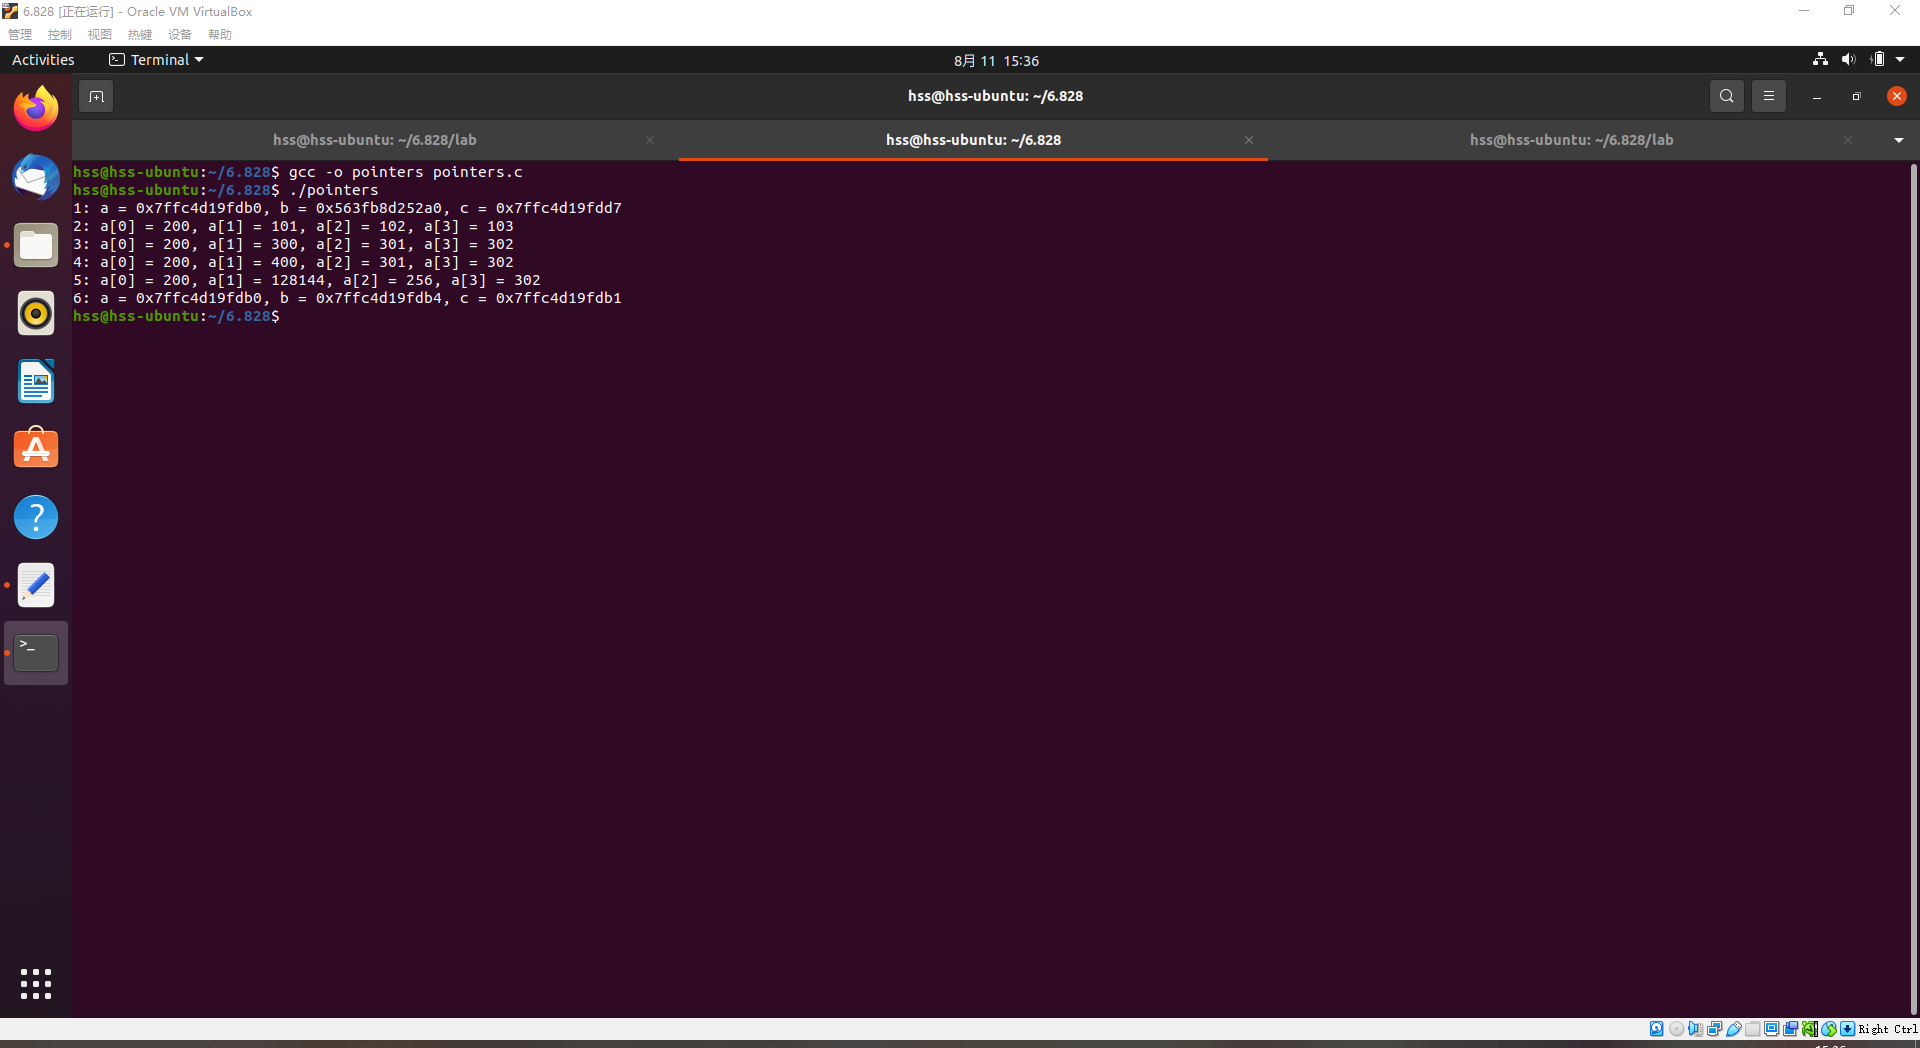 6.828 [正在运行] - Oracle VM VirtualBox
管理 控制 视图 热键 设备 帮助
Activities Terminal 8月 11 15:36
hss@hss-ubuntu: ~/6.828
hss@hss-ubuntu: ~/6.828/lab hss@hss-ubuntu: ~/6.828 hss@hss-ubuntu: ~/6.828/lab
hss@hss-ubuntu:~/6.828$ gcc -o pointers pointers.c
hss@hss-ubuntu:~/6.828$ ./pointers
1: a = 0x7ffc4d19fdb0, b = 0x563fb8d252a0, c = 0x7ffc4d19fdd7
2: a[0] = 200, a[1] = 101, a[2] = 102, a[3] = 103
3: a[0] = 200, a[1] = 300, a[2] = 301, a[3] = 302
4: a[0] = 200, a[1] = 400, a[2] = 301, a[3] = 302
5: a[0] = 200, a[1] = 128144, a[2] = 256, a[3] = 302
6: a = 0x7ffc4d19fdb0, b = 0x7ffc4d19fdb4, c = 0x7ffc4d19fdb1
hss@hss-ubuntu:~/6.828$
Right Ctrl